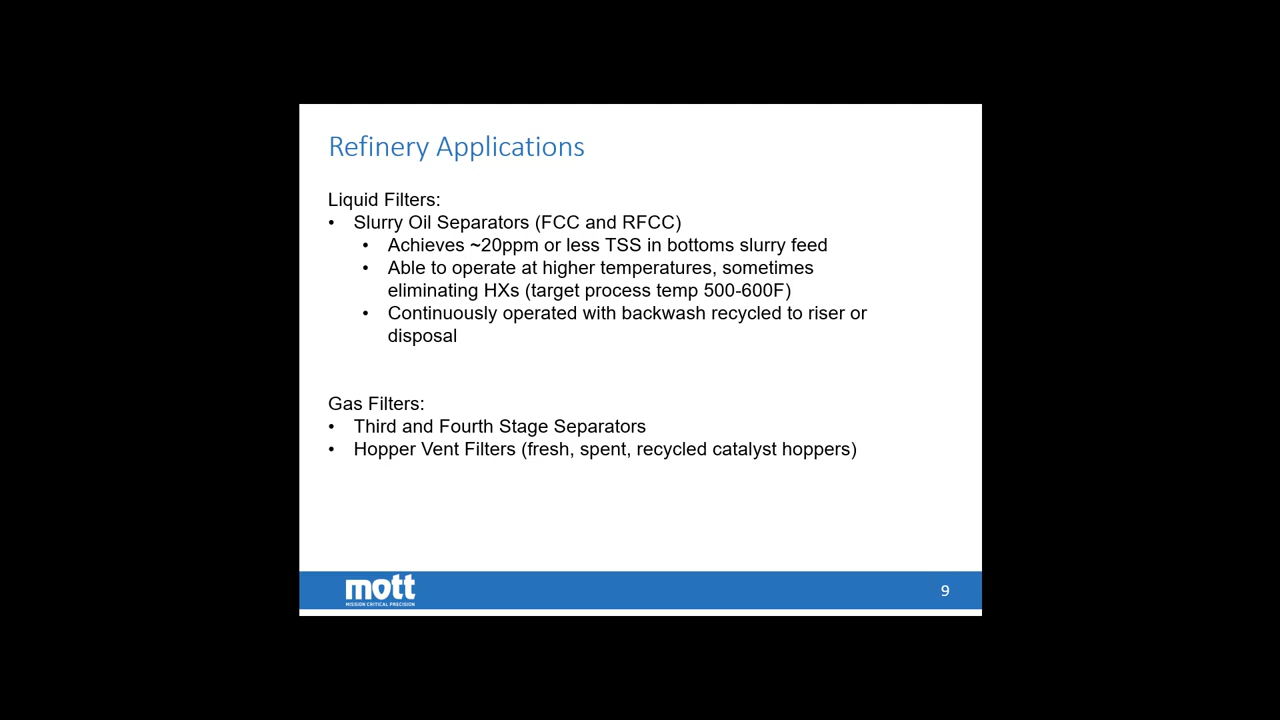 Refinery Applications
Liquid Filters:
• Slurry Oil Separators (FCC and RFCC)
• Achieves ~20ppm or less TSS in bottoms slurry feed
• Able to operate at higher temperatures, sometimes
eliminating HXs (target process temp 500-600F)
• Continuously operated with backwash recycled to riser or
disposal
Gas Filters:
• Third and Fourth Stage Separators
• Hopper Vent Filters (fresh, spent, recycled catalyst hoppers)
mott
MISSION CRITICAL PRECISION
9